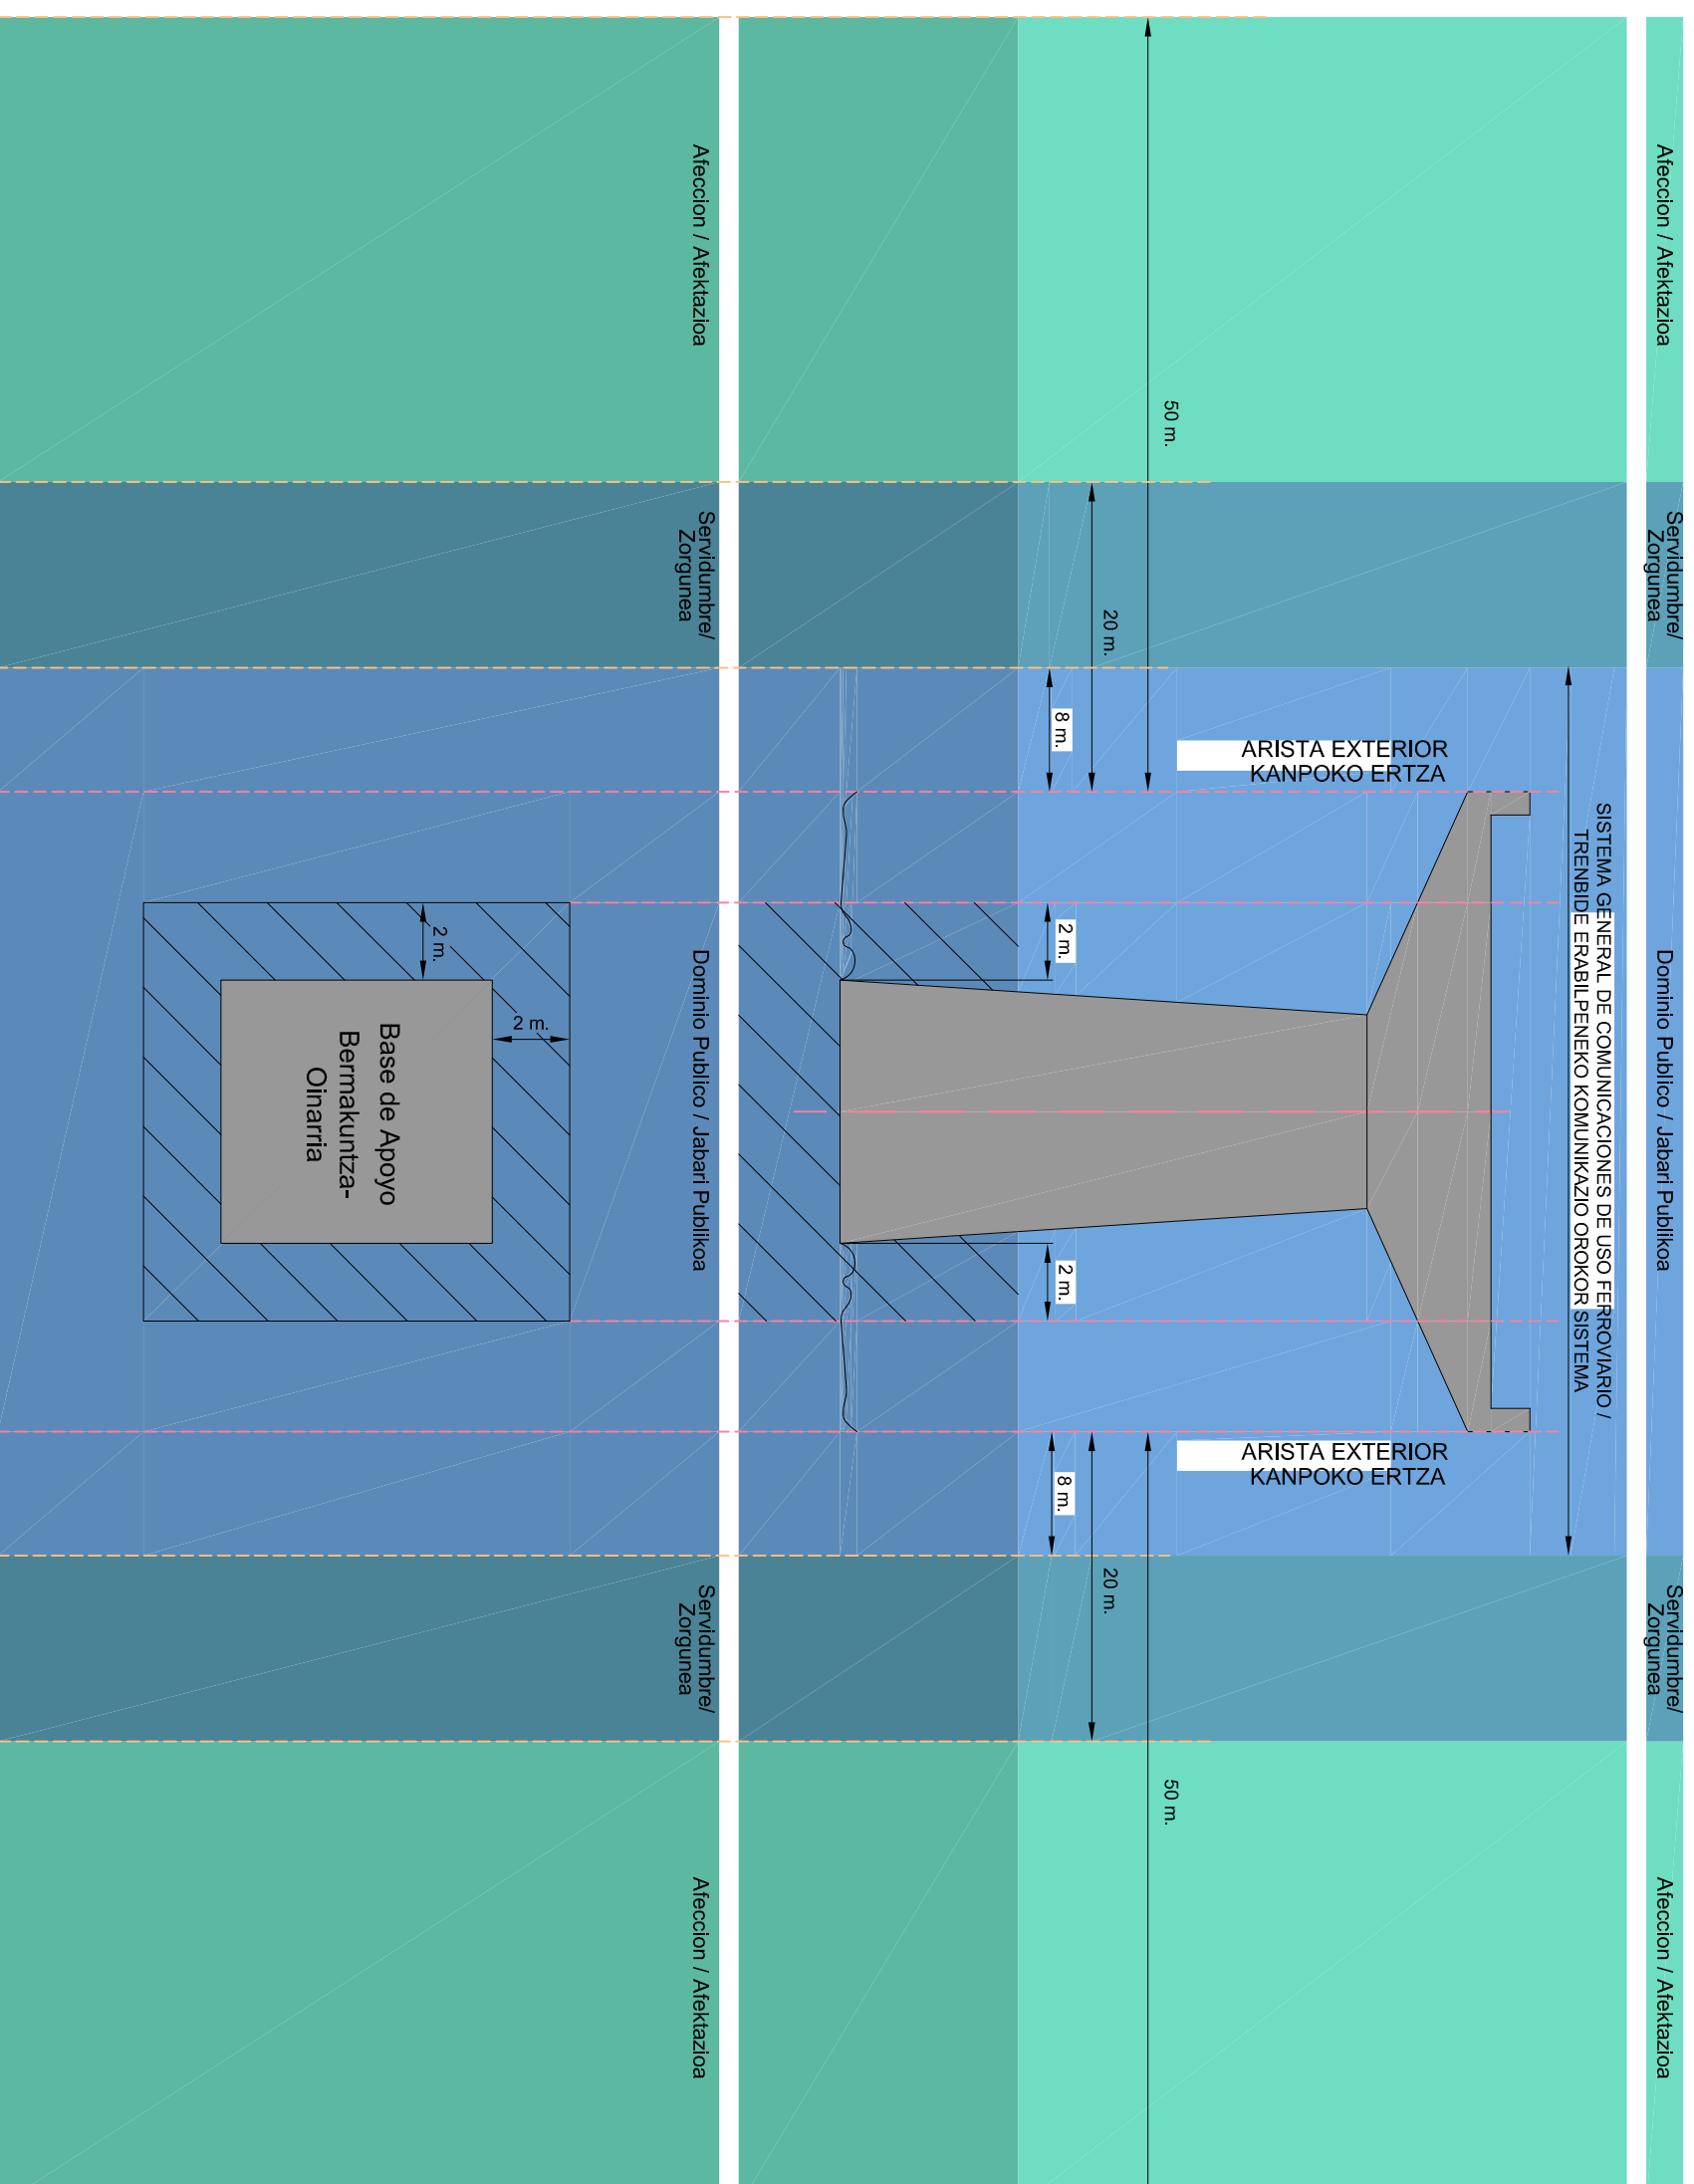 Afeccion / Afektazioa
Servidumbre/
Zorgunea
Dominio Publico / Jabari Publikoa
Servidumbre/
Zorgunea
Afeccion / Afektazioa
SISTEMA GENERAL DE COMUNICACIONES DE USO FERROVIARIO /
TRENBIDE ERABILPENEKO KOMUNIKAZIO OROKOR SISTEMA
ARISTA EXTERIOR
KANPOKO ERTZA
ARISTA EXTERIOR
KANPOKO ERTZA
50 m.
50 m.
20 m.
20 m.
8 m.
2 m.
2 m.
8 m.
Afeccion / Afektazioa
Servidumbre/
Zorgunea
Dominio Publico / Jabari Publikoa
Servidumbre/
Zorgunea
Afeccion / Afektazioa
2 m.
2 m.
Base de Apoyo
Bermakuntza-
Oinarria